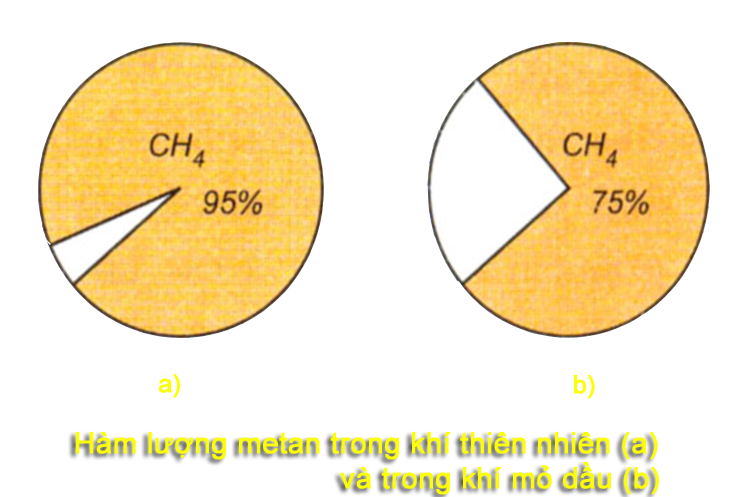 CH₄
95%
CH₄
75%
a)
b)
Hàm lượng metan trong khí thiên nhiên (a)
và trong khí mỏ dầu (b)